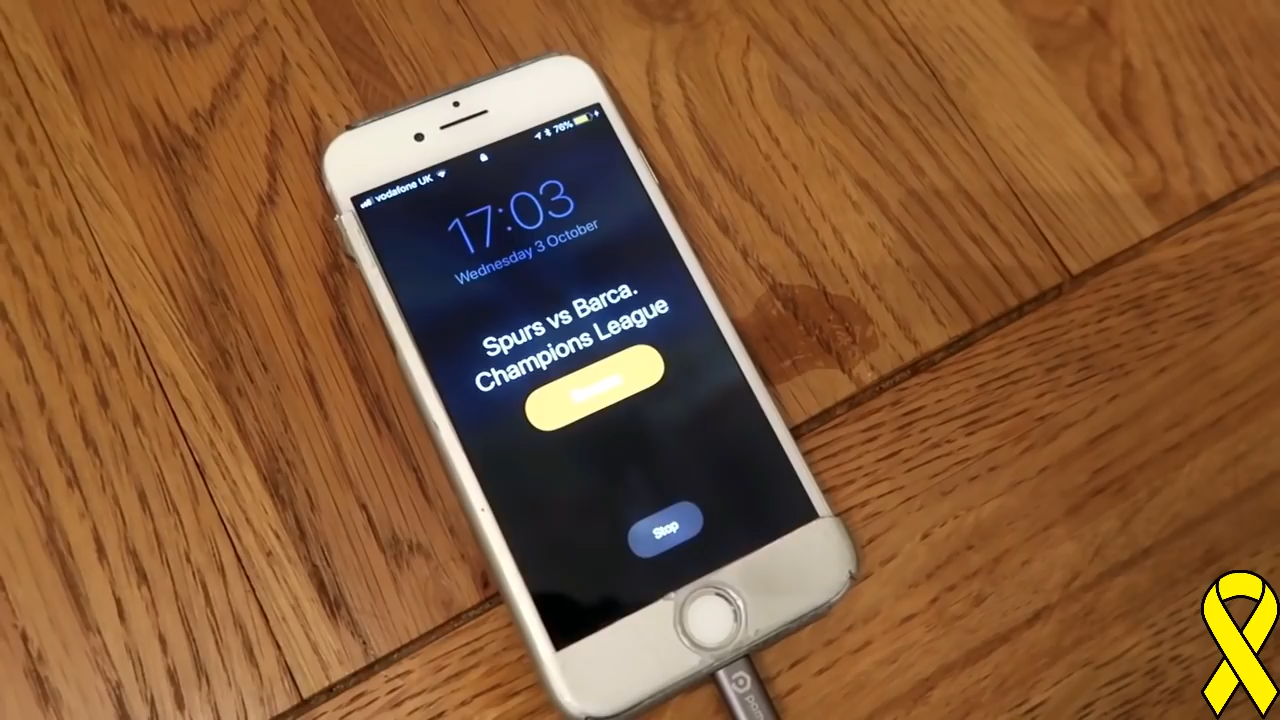 vodafone UK
76%
17:03
Wednesday 3 October
Spurs vs Barca.
Champions League
Stop